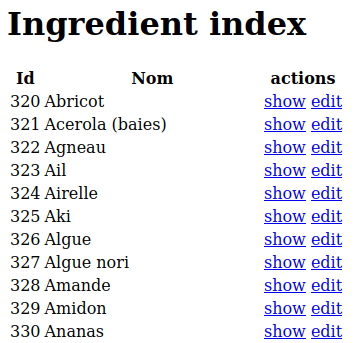 Ingredient index
Id Nom actions
320 Abricot show edit
321 Acerola (baies) show edit
322 Agneau show edit
323 Ail show edit
324 Airelle show edit
325 Aki show edit
326 Algue show edit
327 Algue nori show edit
328 Amande show edit
329 Amidon show edit
330 Ananas show edit